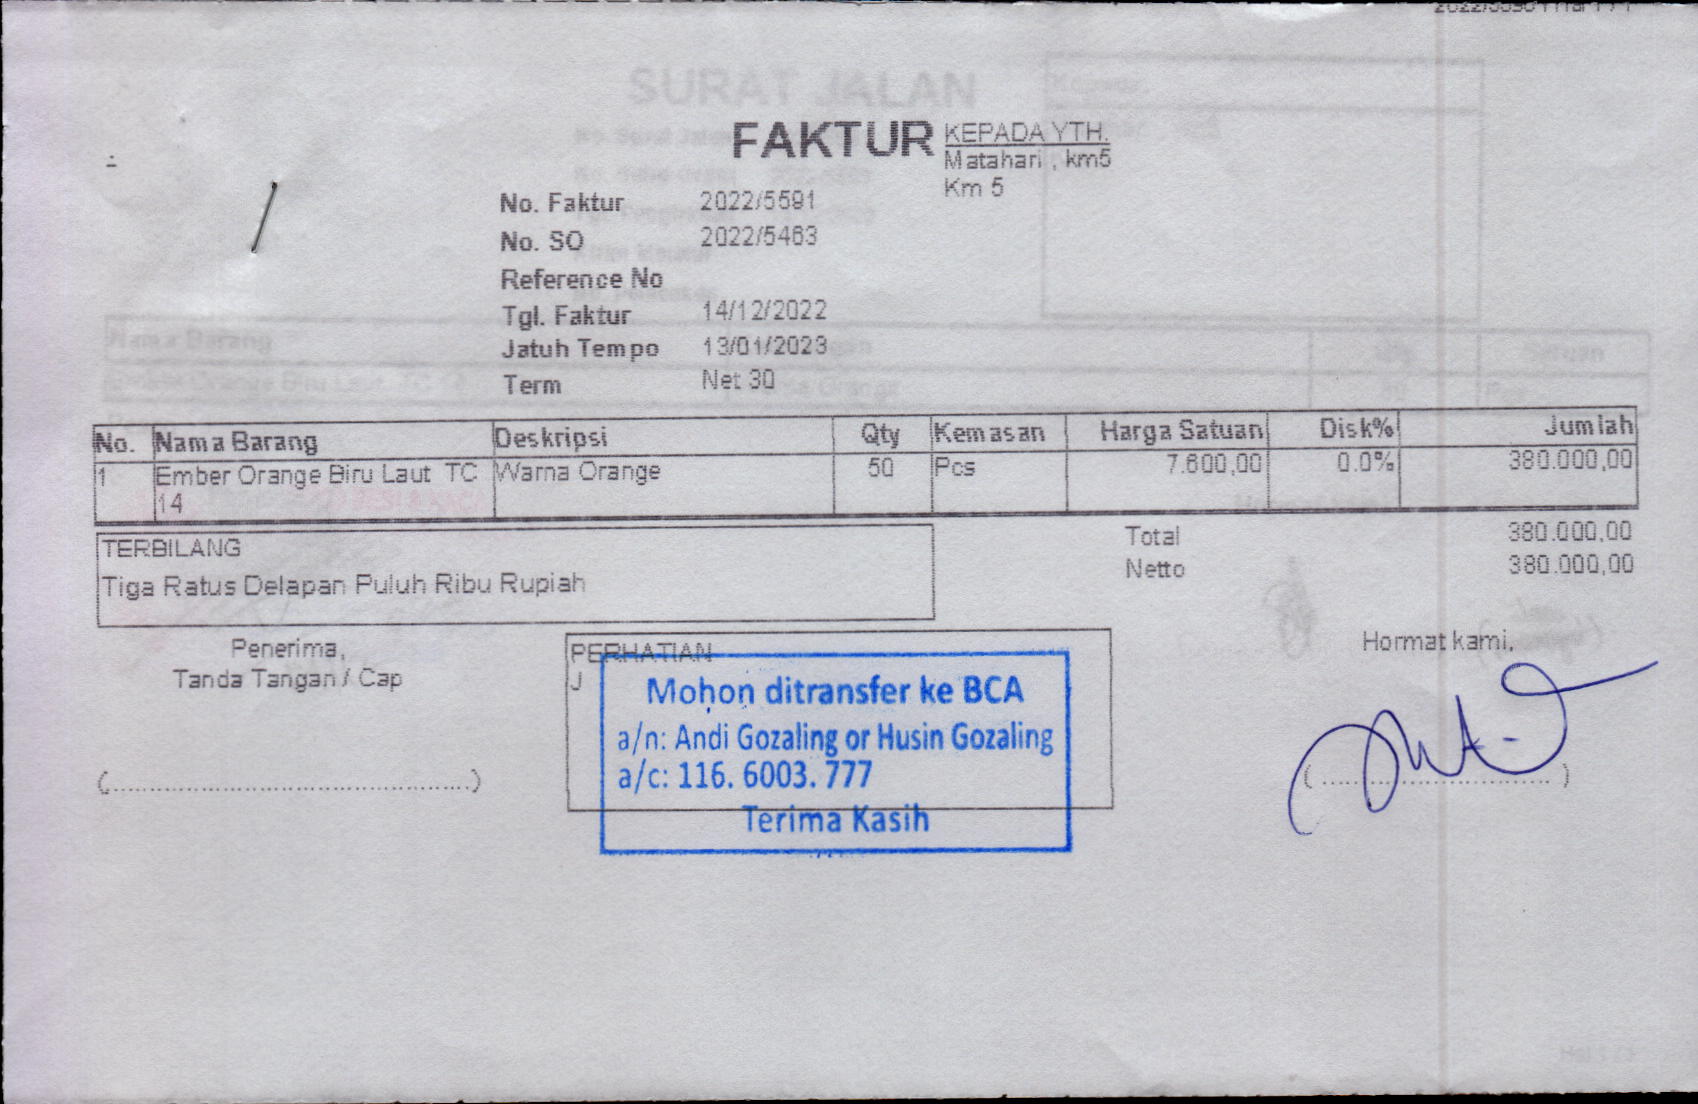 FAKTUR
KEPADA YTH.
Matahari , km5
Km 5
No. Faktur 2022/5591
No. SO 2022/5463
Reference No
Tgl. Faktur 14/12/2022
Jatuh Tempo 13/01/2023
Term Net 30
No. Nama Barang Deskripsi Qty Kemasan Harga Satuan Disk% Jumlah
1 Ember Orange Biru Laut TC 14 Warna Orange 50 Pcs 7.600,00 0.0% 380.000,00
Total 380.000,00
Netto 380.000,00
TERBILANG
Tiga Ratus Delapan Puluh Ribu Rupiah
Penerima,
Tanda Tangan / Cap
PERHATIAN
J
Mohon ditransfer ke BCA
a/n: Andi Gozaling or Husin Gozaling
a/c: 116. 6003. 777
Terima Kasih
Hormat kami,
SURAT JALAN